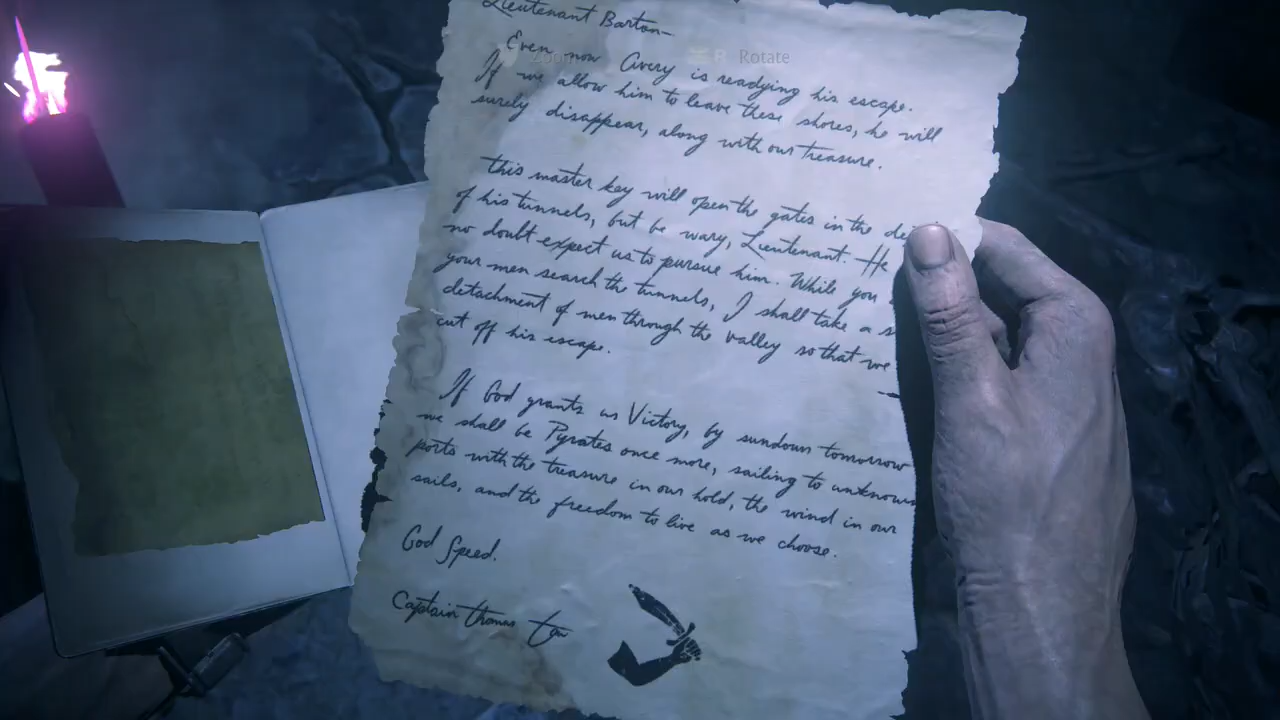 Lieutenant Barton—
Even now Avery is readying his escape.
If we allow him to leave these shores, he will
surely disappear, along with our treasure.
This master key will open the gates in the
of his tunnels, but be wary, Lieutenant. He
no doubt expect us to pursue him. While you
your men search the tunnels, I shall take a
detachment of men through the valley so that we
cut off his escape.
If God grants us Victory, by sundown tomorrow
we shall be Pyrates once more, sailing to unknown
ports with the treasure in our hold, the wind in our
sails, and the freedom to live as we choose.
God Speed.
Captain Thomas Tew
R Rotate